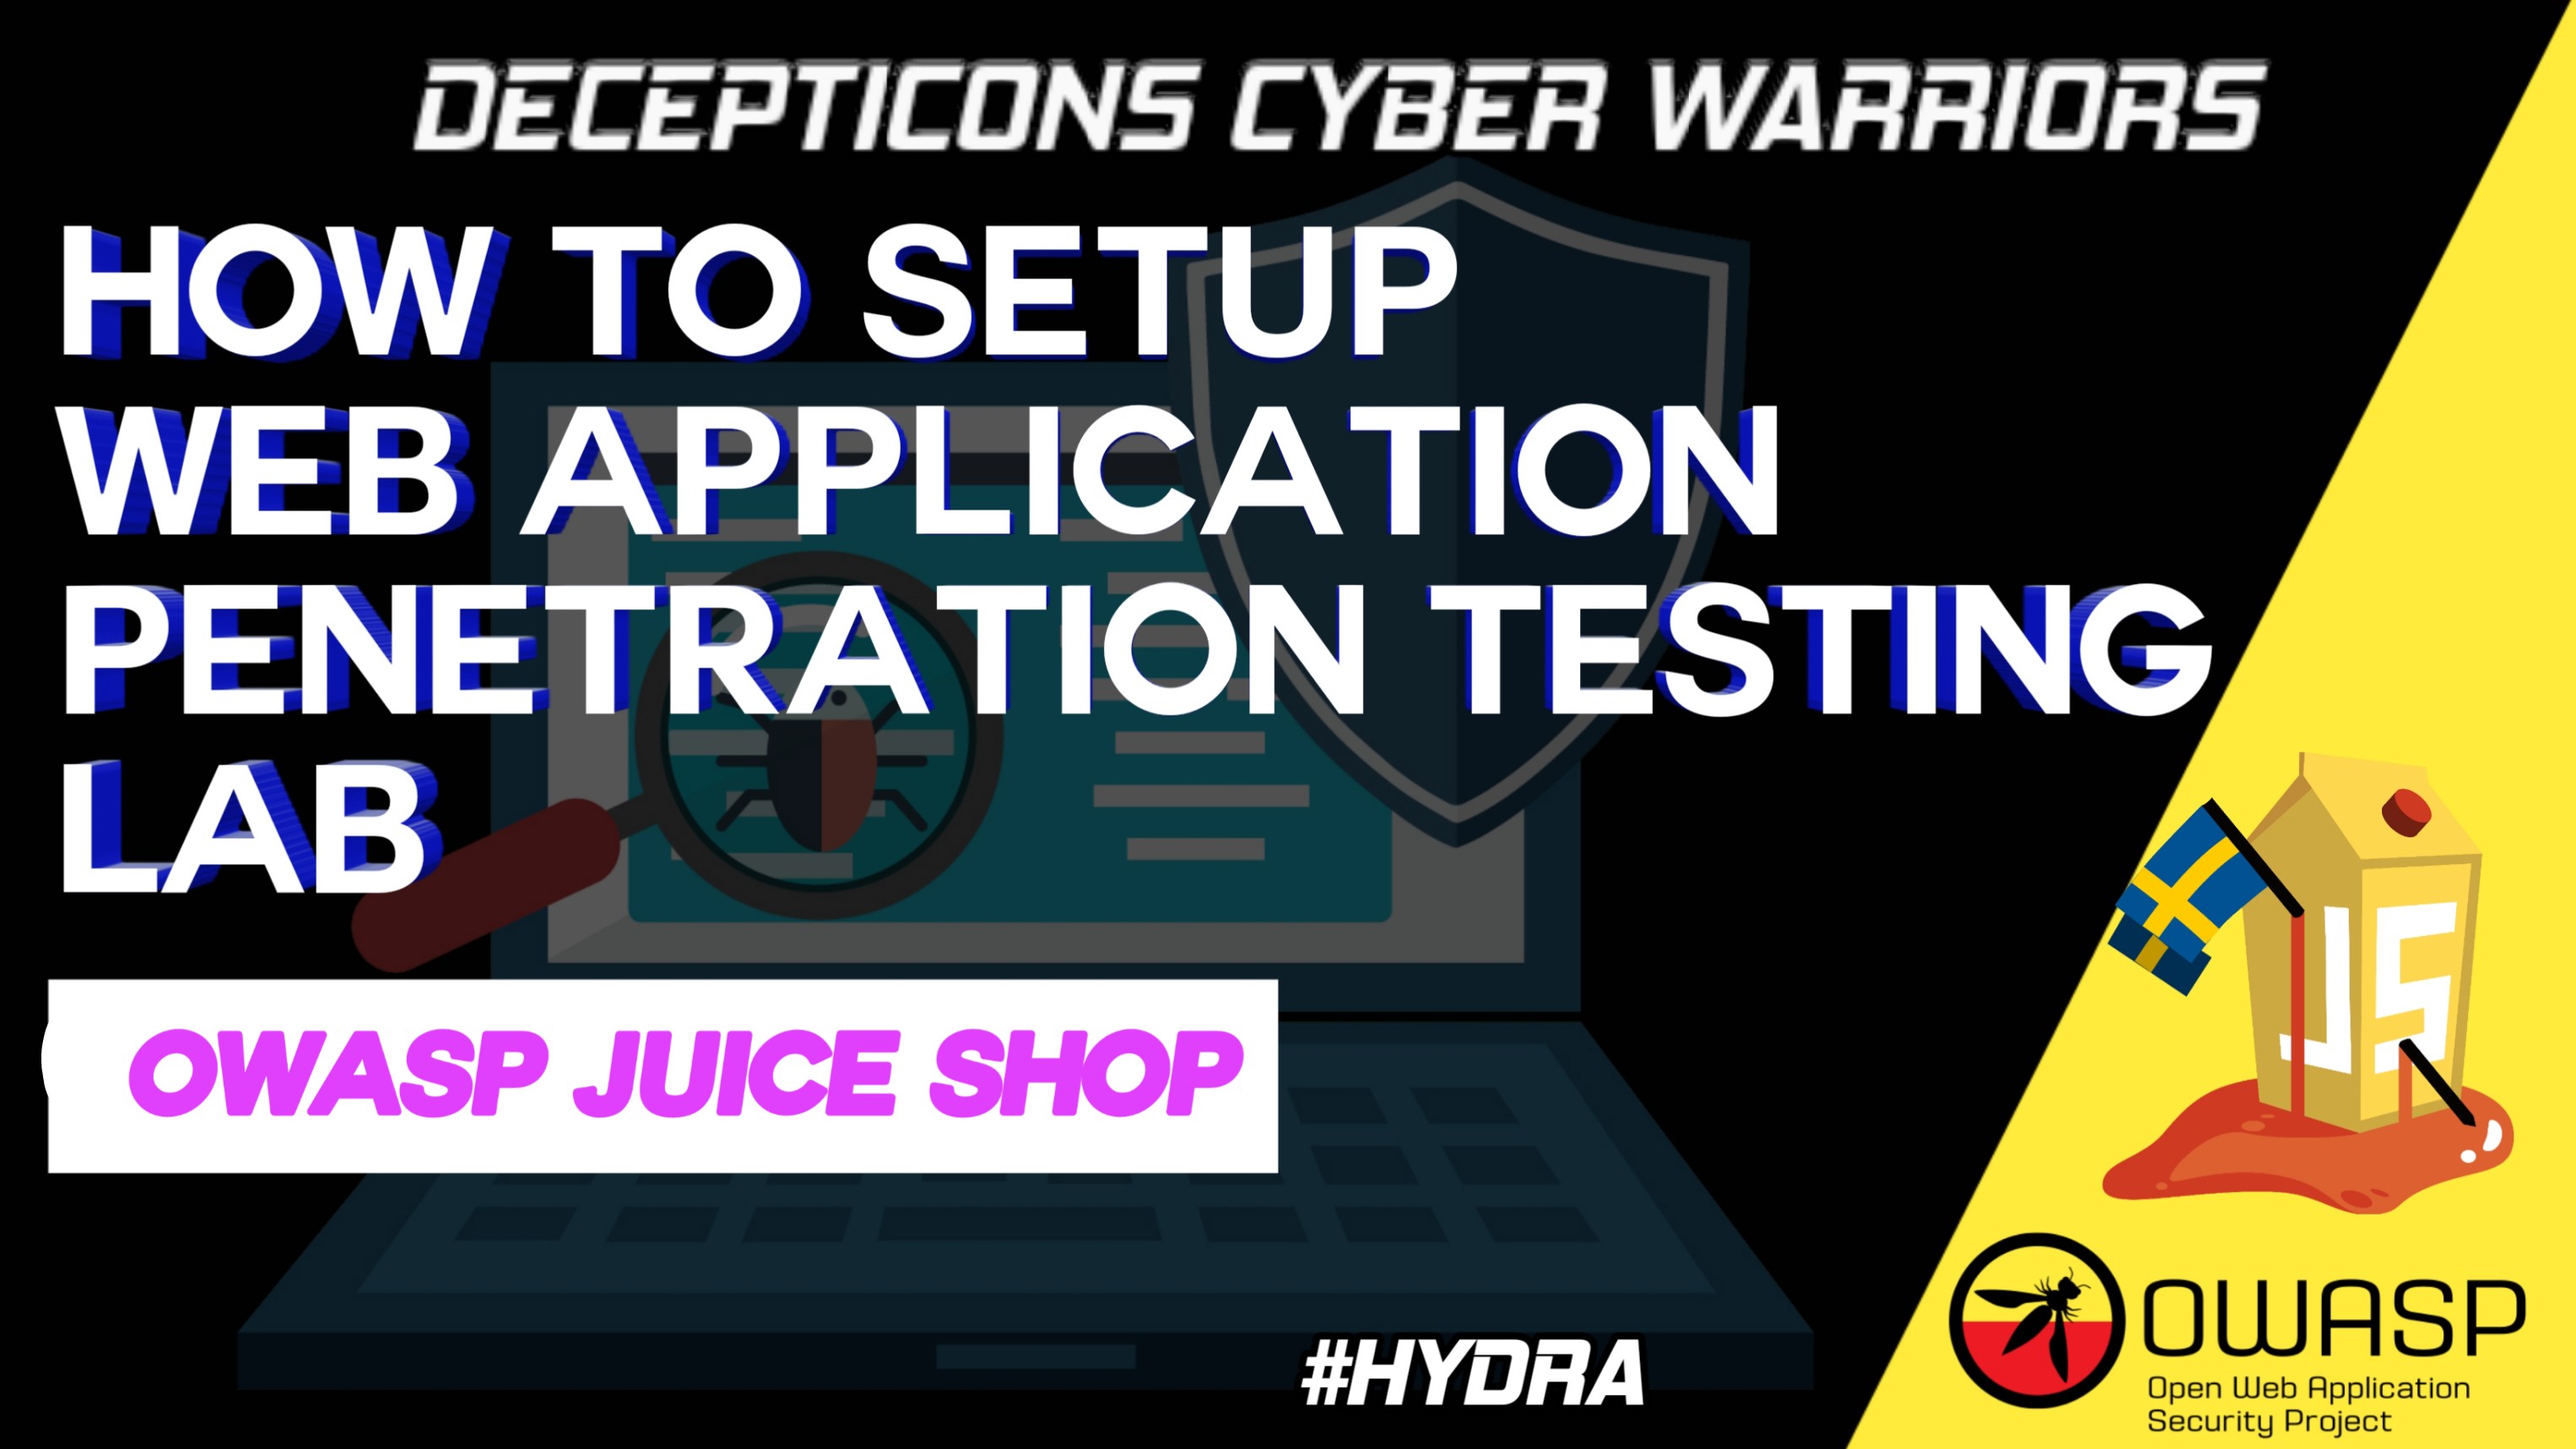 DECEPTICONS CYBER WARRIORS
HOW TO SETUP
WEB APPLICATION
PENETRATION TESTING
LAB
OWASP JUICE SHOP
JS
#HYDRA
OWASP
Open Web Application
Security Project